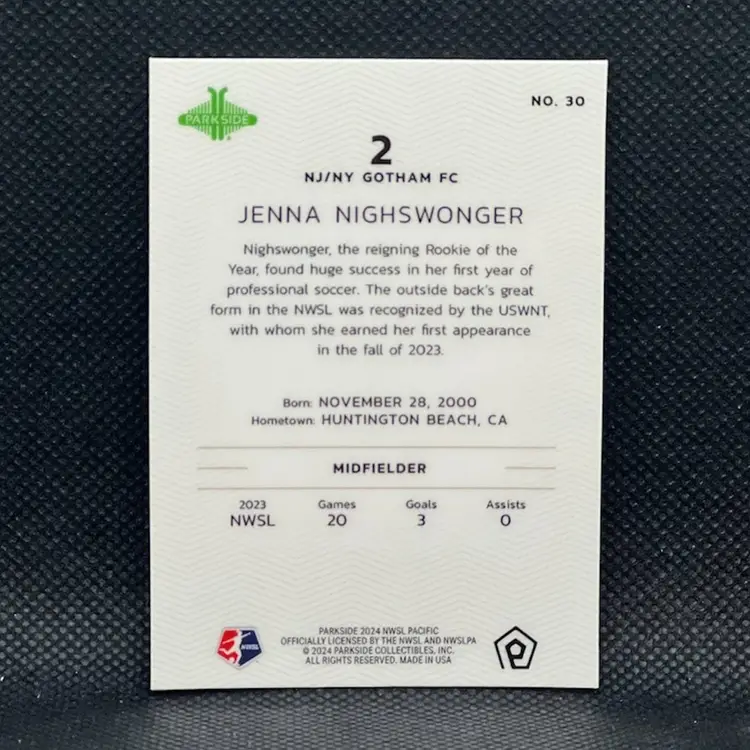 PARKSIDE
NO. 30
2
NJ/NY GOTHAM FC
JENNA NIGHSWONGER
Nighswonger, the reigning Rookie of the
Year, found huge success in her first year of
professional soccer. The outside back's great
form in the NWSL was recognized by the USWNT,
with whom she earned her first appearance
in the fall of 2023.
Born: NOVEMBER 28, 2000
Hometown: HUNTINGTON BEACH, CA
MIDFIELDER
2023 Games Goals Assists
NWSL 20 3 0
PARKSIDE 2024 NWSL PACIFIC
OFFICIALLY LICENSED BY THE NWSL AND NWSLPA
© 2024 PARKSIDE COLLECTIBLES, INC.
ALL RIGHTS RESERVED. MADE IN USA
NWSL